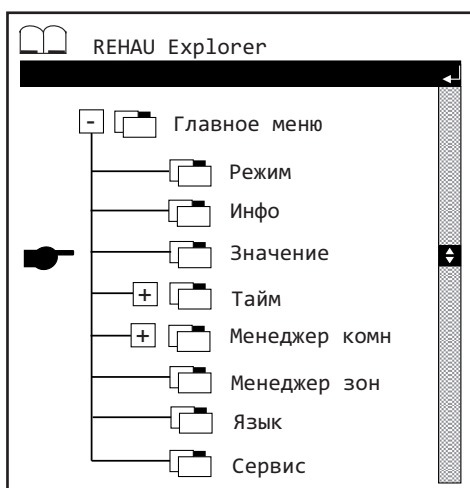 REHAU Explorer
- Главное меню
Режим
Инфо
Значение
+ Тайм
+ Менеджер комн
Менеджер зон
Язык
Сервис